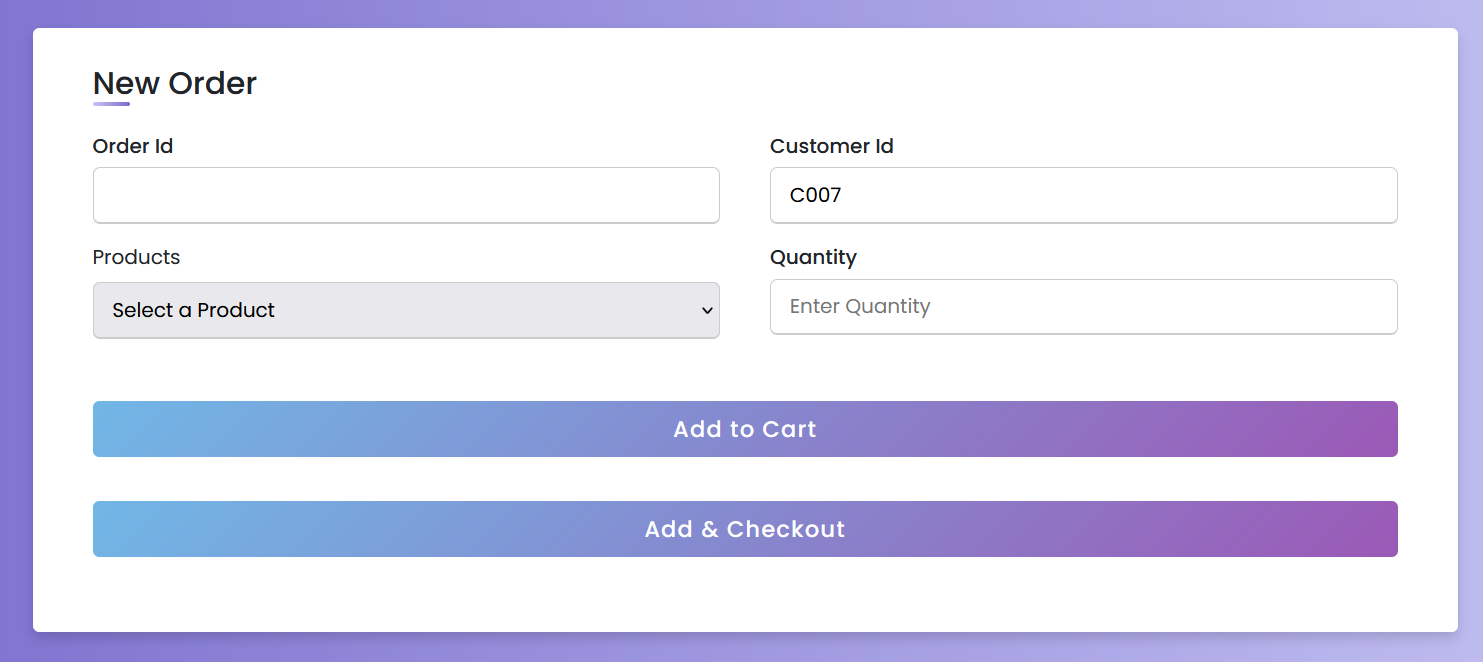 New Order
Order Id
Customer Id
C007
Products
Quantity
Select a Product
Enter Quantity
Add to Cart
Add & Checkout